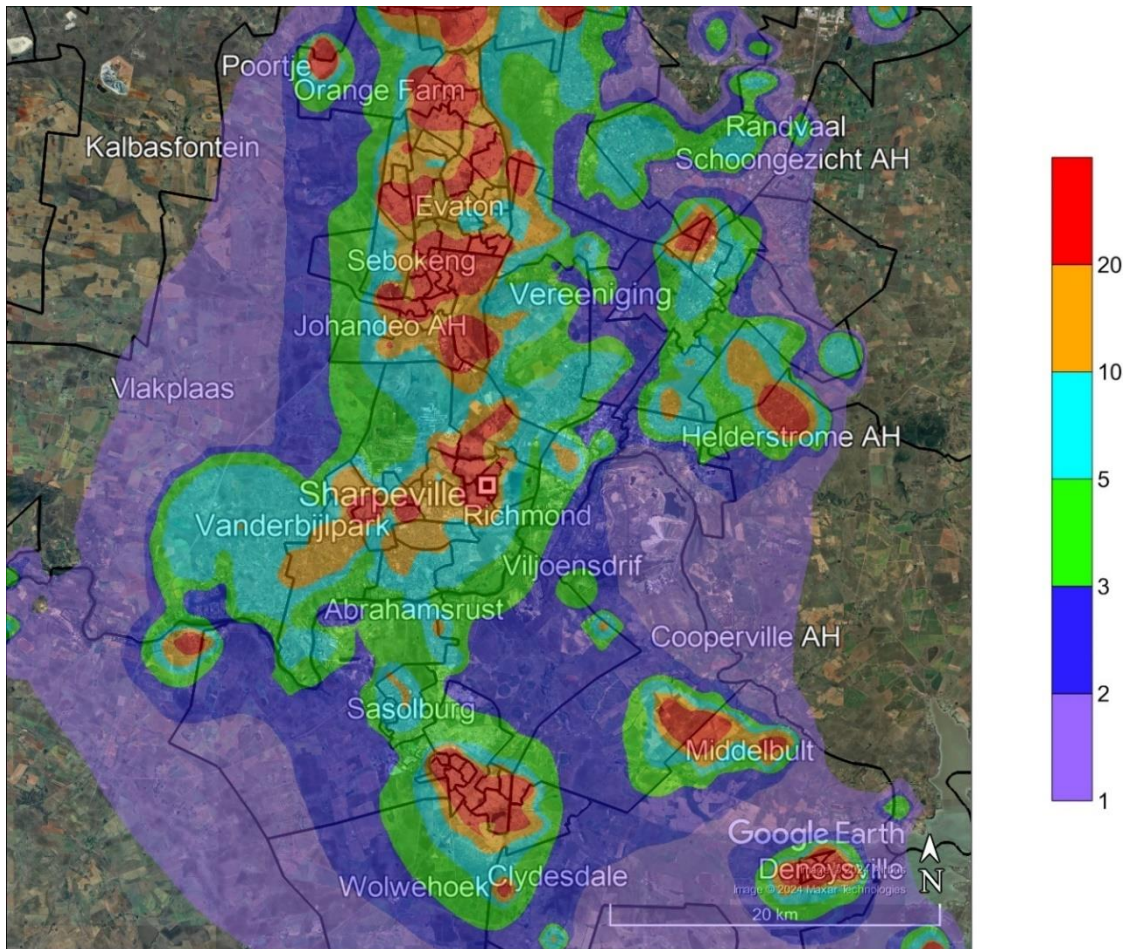 Poortje
Orange Farm
Kalbasfontein
Randvaal
Schoongezicht AH
Evaton
Sebokeng
Vereeniging
Johandeo AH
Vlakplaas
Helderstrome AH
Sharpeville
Vanderbijlpark
Richmond
Viljoensdrif
Abrahamsrust
Cooperville AH
Sasolburg
Middelbult
Google Earth
Deneysville
Image © 2024 Maxar Technologies
Wolwehoek
Clydesdale
N
20 km
20
10
5
3
2
1